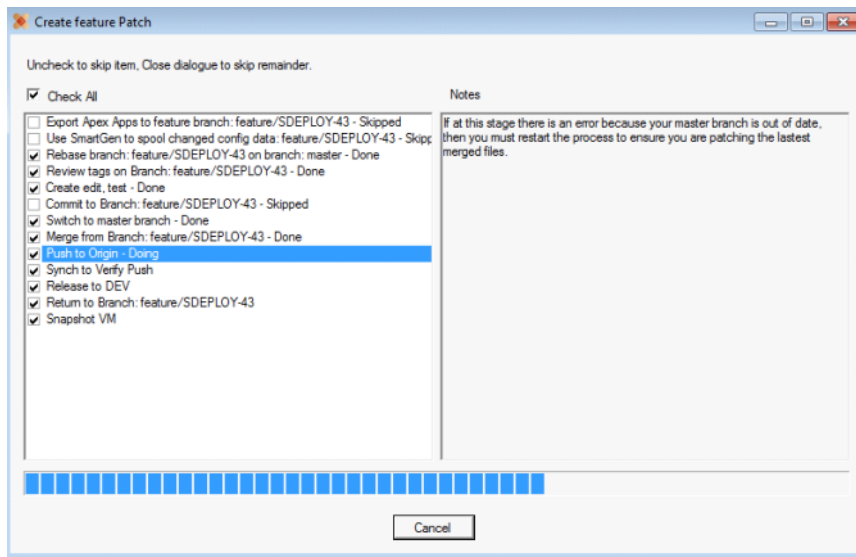 Create feature Patch
Uncheck to skip item, Close dialogue to skip remainder.
Check All
Export Apex Apps to feature branch: feature/SDEPLOY-43 - Skipped
Use SmartGen to spool changed config data: feature/SDEPLOY-43 - Skipp
Rebase branch: feature/SDEPLOY-43 on branch: master - Done
Review tags on Branch: feature/SDEPLOY-43 - Done
Create edit, test - Done
Commit to Branch: feature/SDEPLOY-43 - Skipped
Switch to master branch - Done
Merge from Branch: feature/SDEPLOY-43 - Done
Push to Origin - Doing
Synch to Verify Push
Release to DEV
Return to Branch: feature/SDEPLOY-43
Snapshot VM
Notes
If at this stage there is an error because your master branch is out of date,
then you must restart the process to ensure you are patching the lastest
merged files.
Cancel